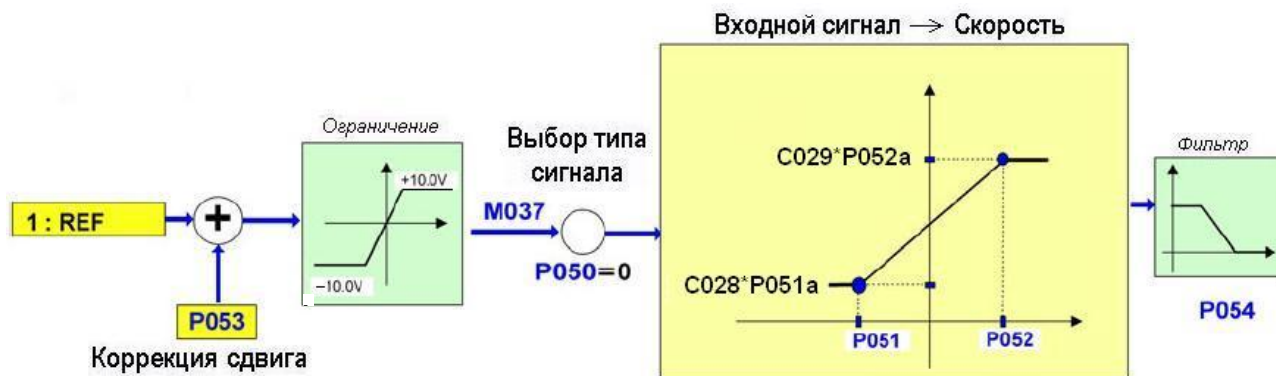 Входной сигнал → Скорость
Ограничение
Выбор типа
сигнала
Фильтр
+10.0V
C029*P052a
1 : REF
+
M037
P050=0
–10.0V
C028*P051a
P053
P051
P052
P054
Коррекция сдвига